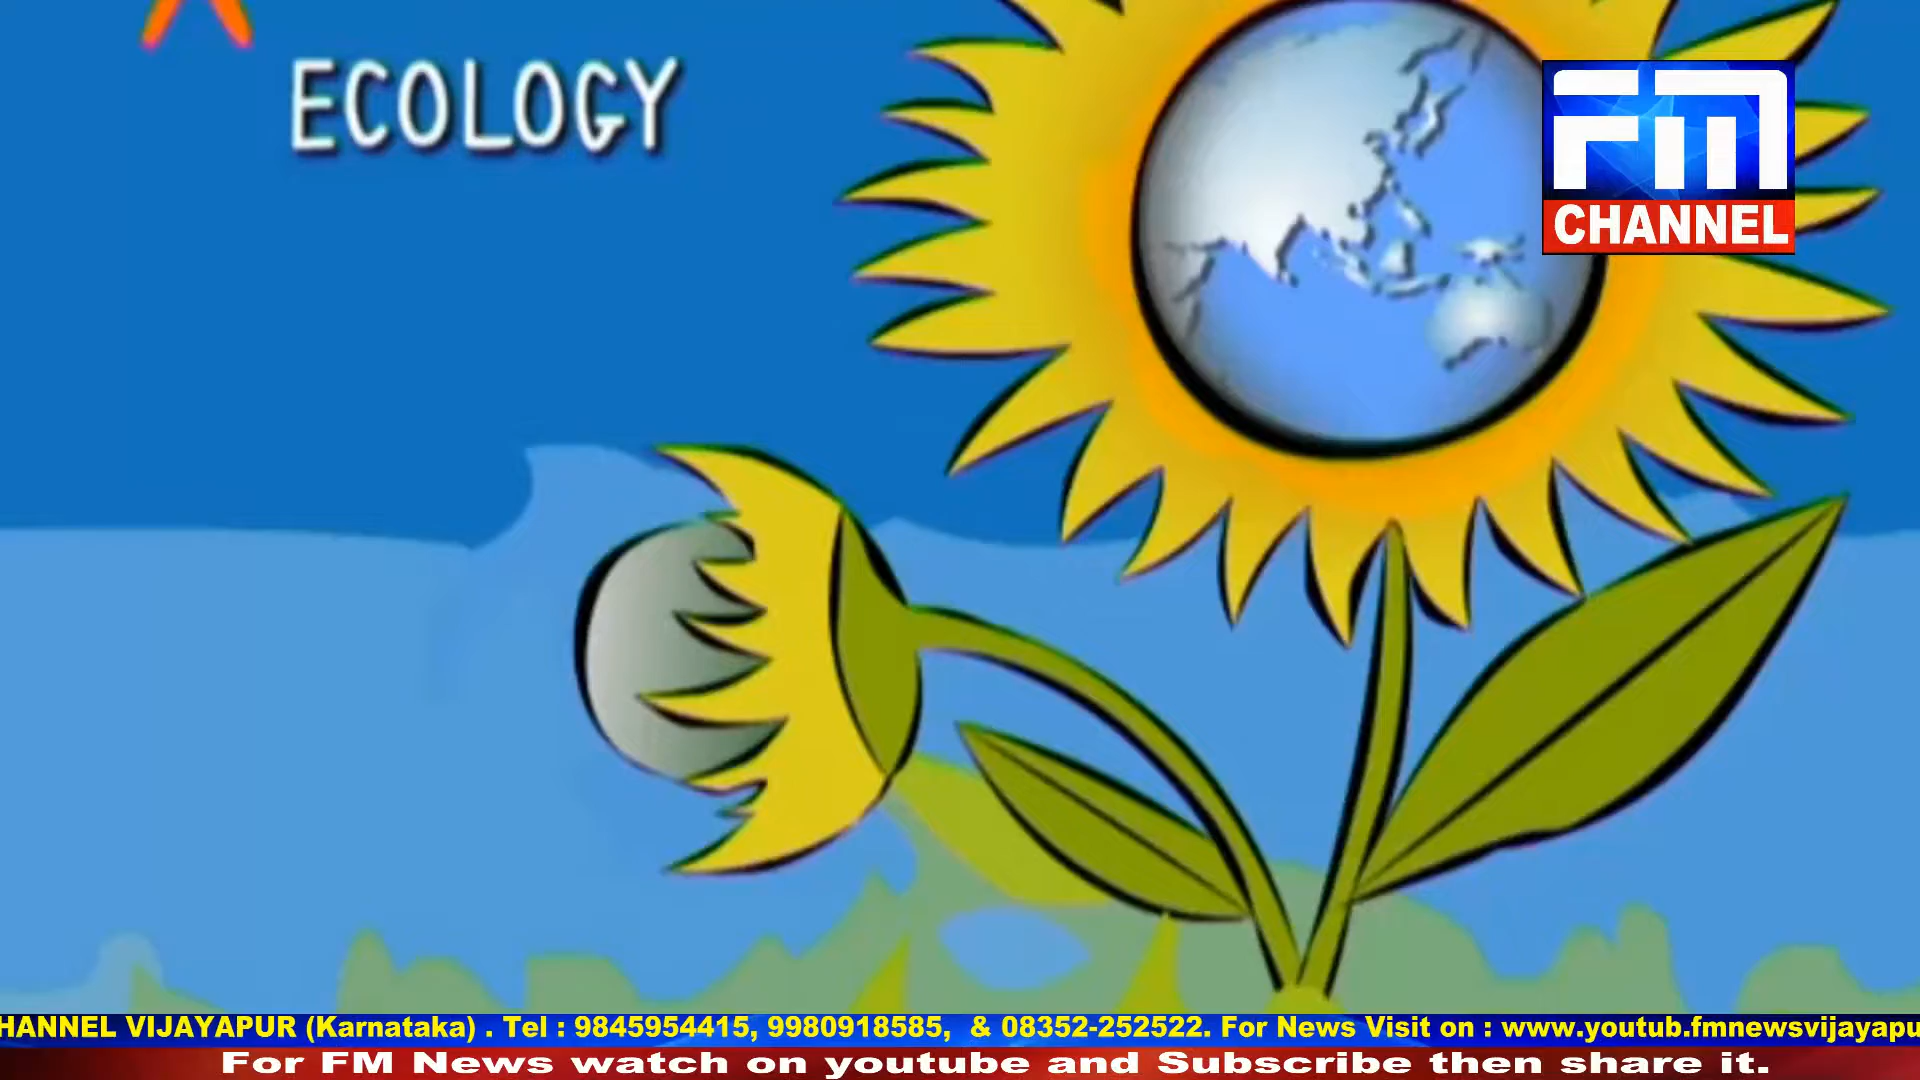 ECOLOGY
FM
CHANNEL
HANNEL VIJAYAPUR (Karnataka) . Tel : 9845954415, 9980918585, & 08352-252522. For News Visit on : www.youtub.fmnewsvijayapu
For FM News watch on youtube and Subscribe then share it.